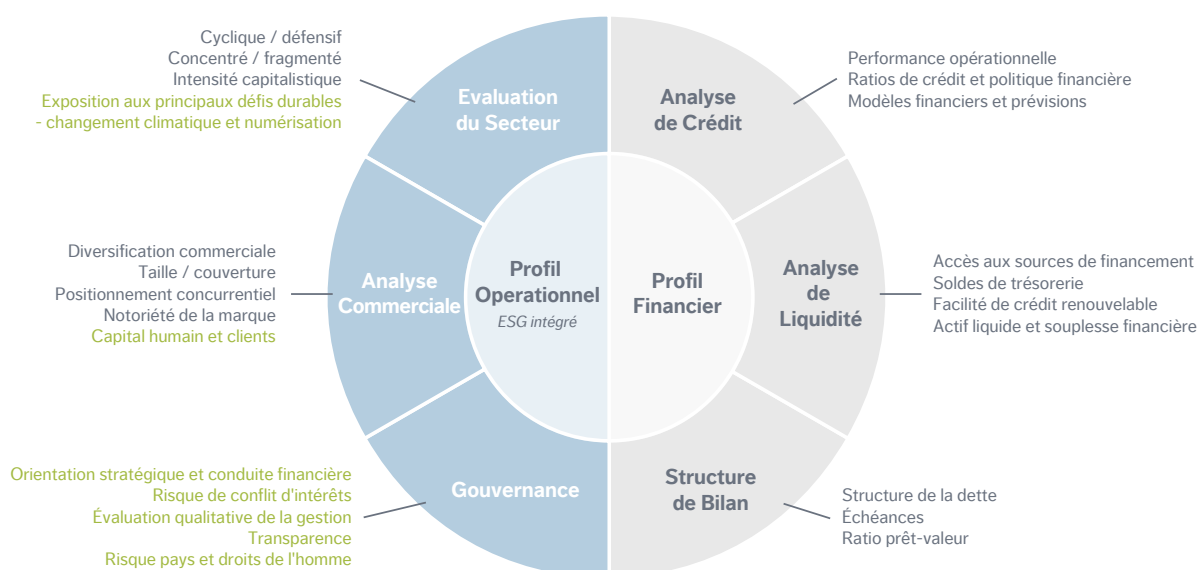 Cyclique / défensif
Concentré / fragmenté
Intensité capitalistique
Exposition aux principaux défis durables
- changement climatique et numérisation
Evaluation
du Secteur
Analyse
de Crédit
Performance opérationnelle
Ratios de crédit et politique financière
Modèles financiers et prévisions
Diversification commerciale
Taille / couverture
Positionnement concurrentiel
Notoriété de la marque
Capital humain et clients
Analyse
Commerciale
Profil
Operationnel
ESG intégré
Profil
Financier
Analyse
de
Liquidité
Accès aux sources de financement
Soldes de trésorerie
Facilité de crédit renouvelable
Actif liquide et souplesse financière
Orientation stratégique et conduite financière
Risque de conflit d'intérêts
Évaluation qualitative de la gestion
Transparence
Risque pays et droits de l'homme
Gouvernance
Structure
de Bilan
Structure de la dette
Échéances
Ratio prêt-valeur